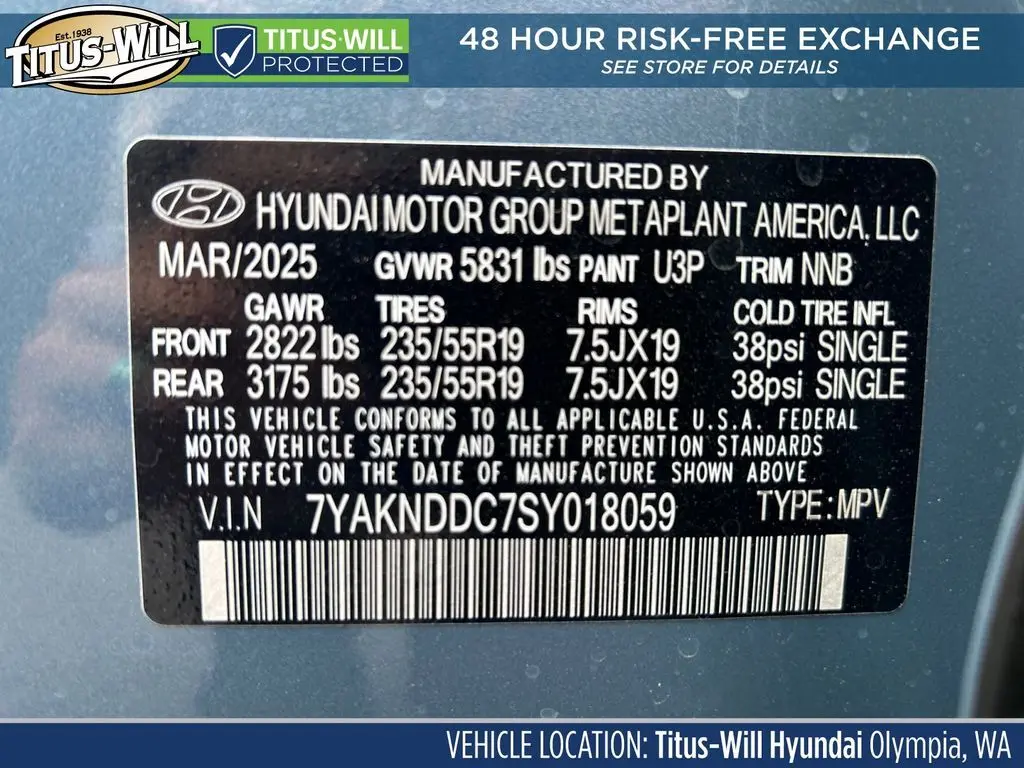 Est. 1938
TITUS-WILL
TITUS-WILL
PROTECTED
48 HOUR RISK-FREE EXCHANGE
SEE STORE FOR DETAILS
MANUFACTURED BY
HYUNDAI MOTOR GROUP METAPLANT AMERICA, LLC
MAR/2025 GVWR 5831 lbs PAINT U3P TRIM NNB
GAWR TIRES RIMS COLD TIRE INFL
FRONT 2822 lbs 235/55R19 7.5JX19 38psi SINGLE
REAR 3175 lbs 235/55R19 7.5JX19 38psi SINGLE
THIS VEHICLE CONFORMS TO ALL APPLICABLE U.S.A. FEDERAL
MOTOR VEHICLE SAFETY AND THEFT PREVENTION STANDARDS
IN EFFECT ON THE DATE OF MANUFACTURE SHOWN ABOVE
V.I.N 7YAKNDDC7SY018059 TYPE: MPV
VEHICLE LOCATION: Titus-Will Hyundai Olympia, WA